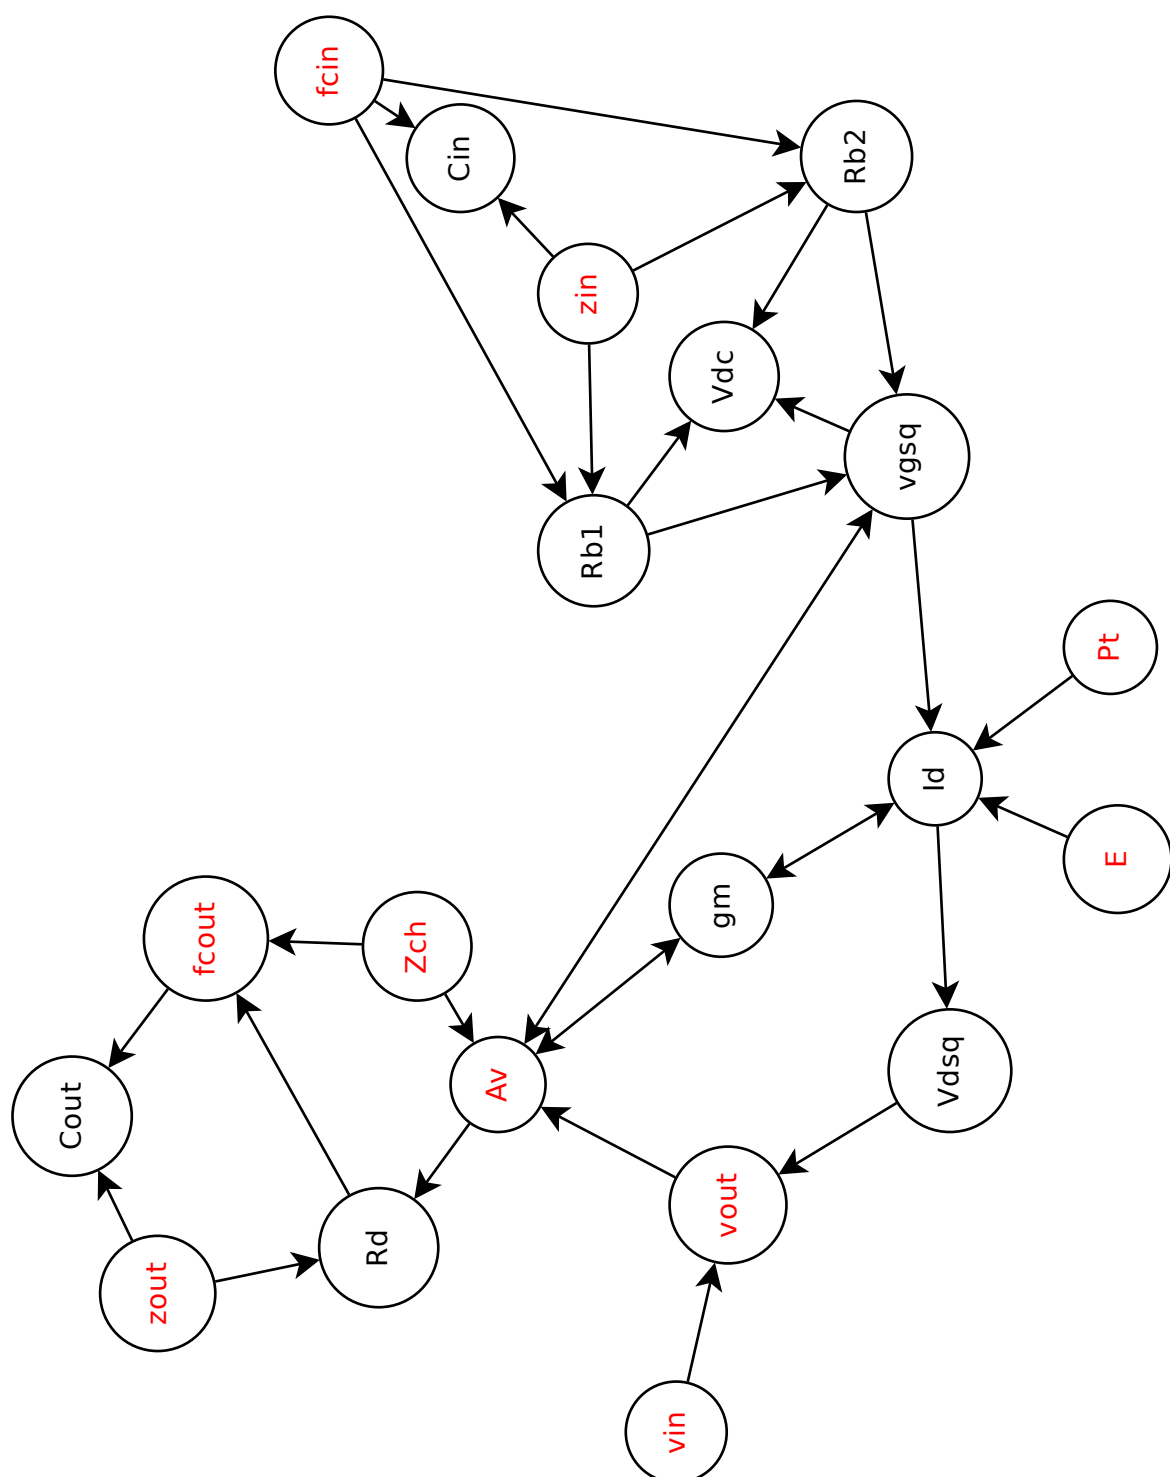 fcin
Cin
Rb2
zin
Vdc
vgsq
Rb1
Pt
Id
E
gm
fcout
Zch
Cout
Av
Vdsq
vout
Rd
zout
vin